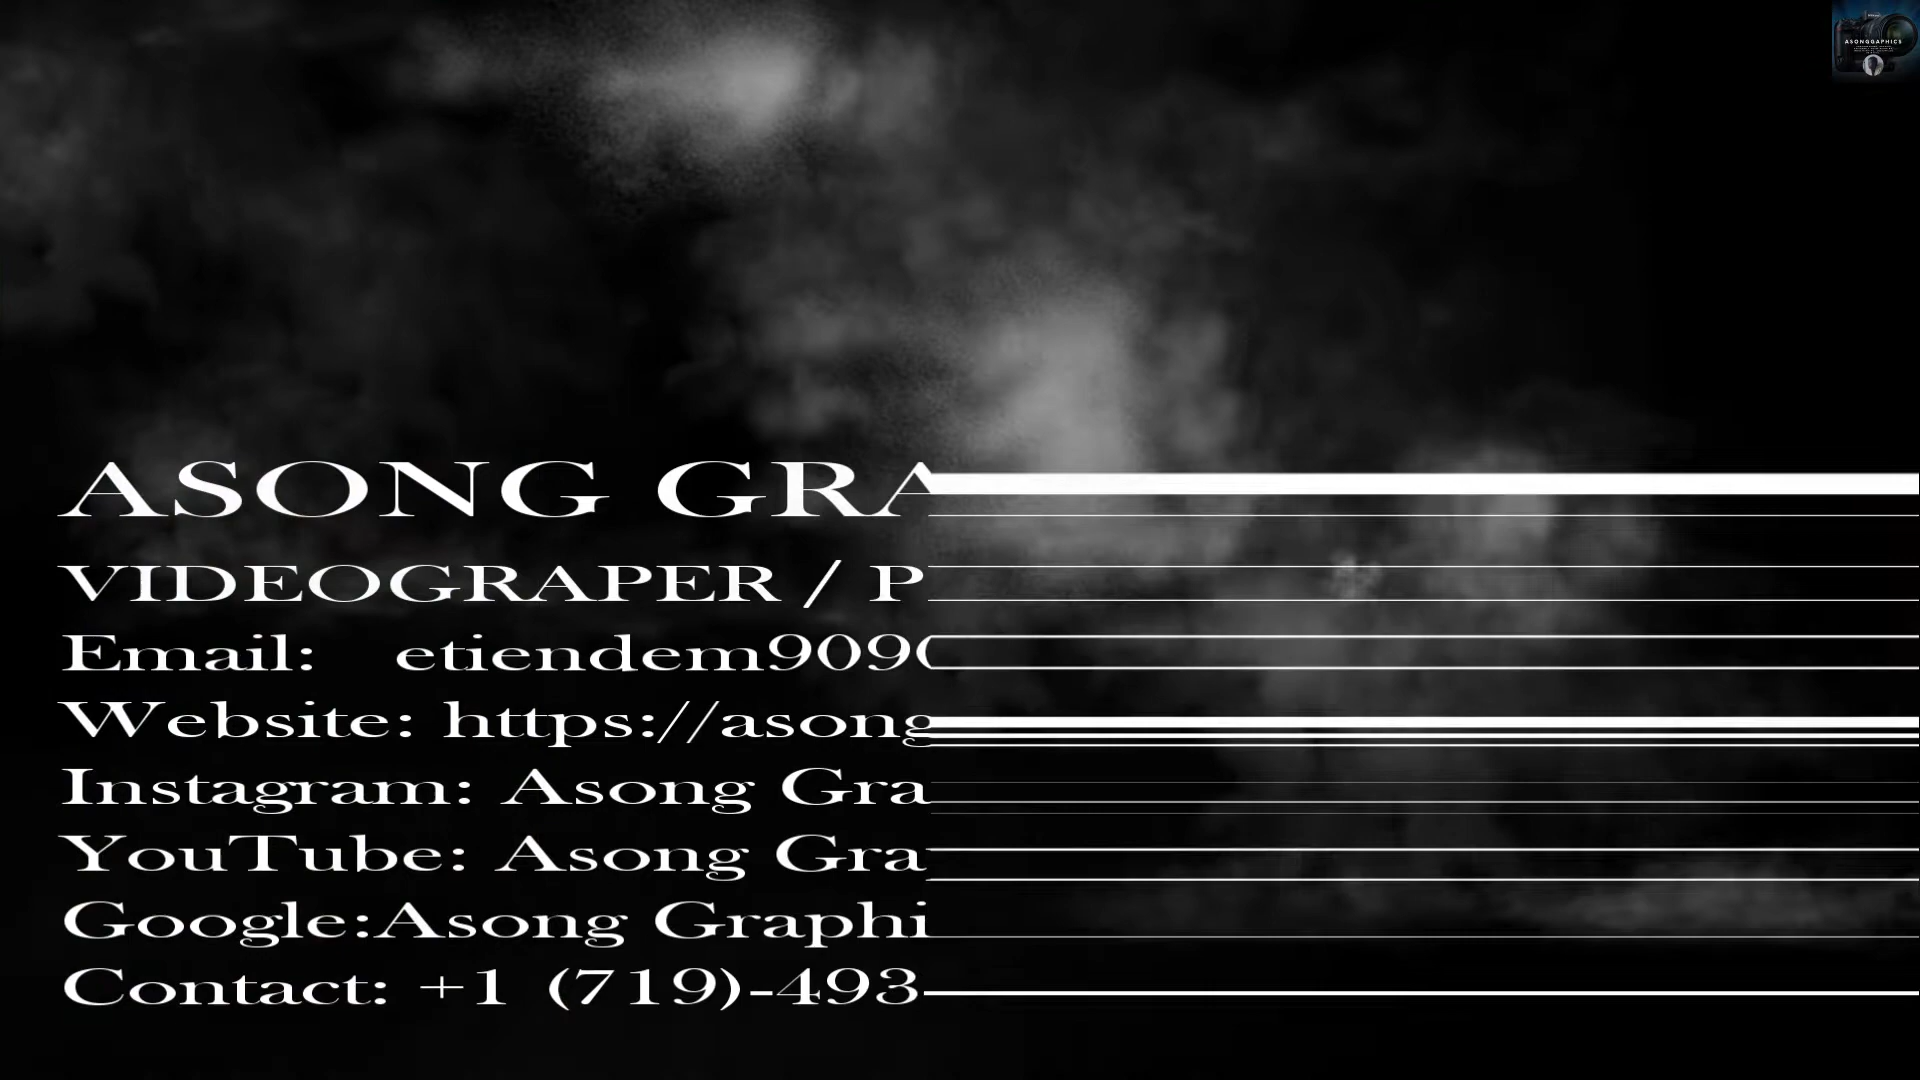 ASONG GRA
VIDEOGRAPER / P
Email: etiendem909
Website: https://asong
Instagram: Asong Gra
YouTube: Asong Gra
Google:Asong Graphi
Contact: +1 (719)-493-
ASONGGAPHICS